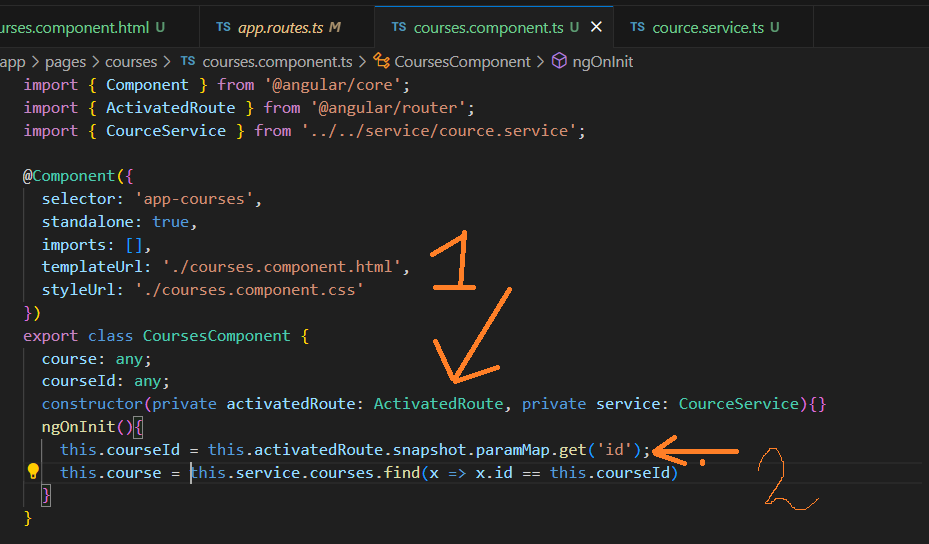 urses.component.html U TS app.routes.ts M TS courses.component.ts U TS cource.service.ts U
app > pages > courses > TS courses.component.ts > CoursesComponent > ngOnInit
import { Component } from '@angular/core';
import { ActivatedRoute } from '@angular/router';
import { CourceService } from '../../service/cource.service';
@Component({
selector: 'app-courses',
standalone: true,
imports: [],
templateUrl: './courses.component.html',
styleUrl: './courses.component.css'
})
1
export class CoursesComponent {
course: any;
courseId: any;
constructor(private activatedRoute: ActivatedRoute, private service: CourceService){}
ngOnInit(){
this.courseId = this.activatedRoute.snapshot.paramMap.get('id');
this.course = this.service.courses.find(x => x.id == this.courseId)
2
}
}